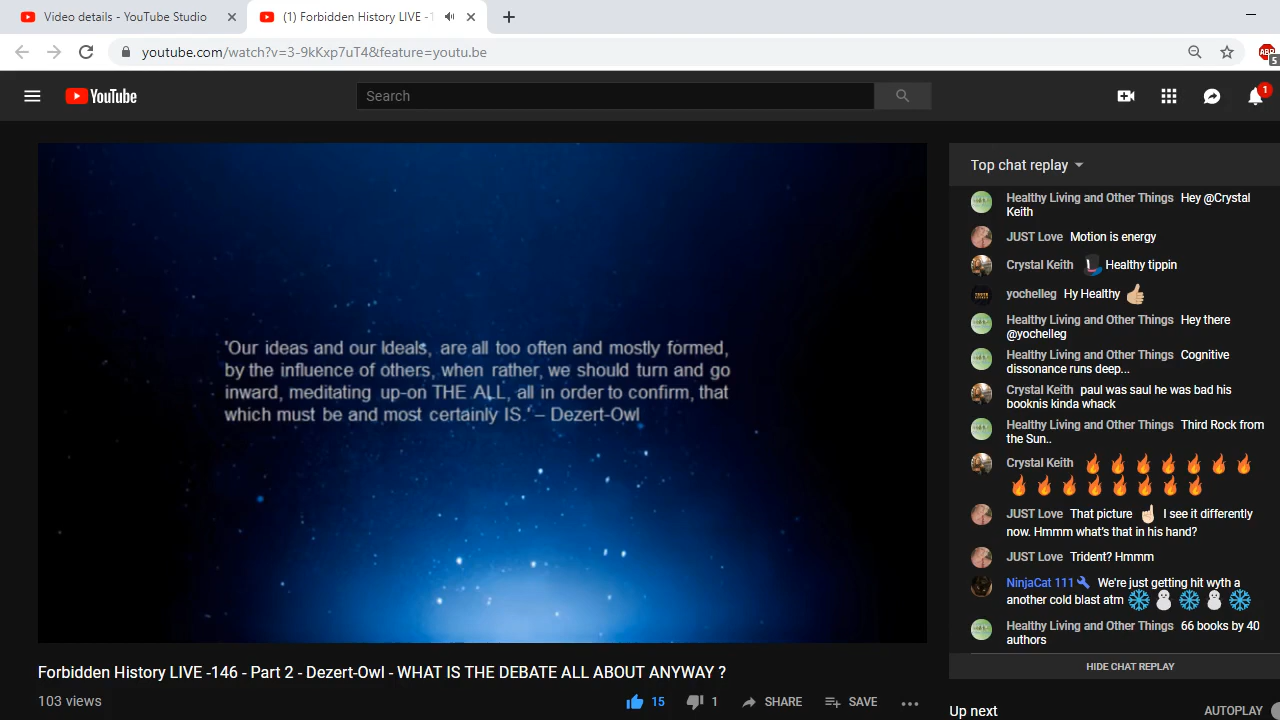 Video details - YouTube Studio
(1) Forbidden History LIVE -1
youtube.com/watch?v=3-9kKxp7uT4&feature=youtu.be
ABP
5
YouTube
Search
1
'Our ideas and our Ideals, are all too often and mostly formed,
by the influence of others, when rather, we should turn and go
inward, meditating up-on THE ALL, all in order to confirm, that
which must be and most certainly IS.' – Dezert-Owl
Forbidden History LIVE -146 - Part 2 - Dezert-Owl - WHAT IS THE DEBATE ALL ABOUT ANYWAY ?
103 views
15
1
SHARE
SAVE
Top chat replay
Healthy Living and Other Things Hey @Crystal
Keith
JUST Love Motion is energy
Crystal Keith Healthy tippin
yochelleg Hy Healthy 👍
Healthy Living and Other Things Hey there
@yochelleg
Healthy Living and Other Things Cognitive
dissonance runs deep...
Crystal Keith paul was saul he was bad his
booknis kinda whack
Healthy Living and Other Things Third Rock from
the Sun..
Crystal Keith 🔥🔥🔥🔥🔥🔥🔥
🔥🔥🔥🔥🔥🔥🔥🔥
JUST Love That picture ☝ I see it differently
now. Hmmm what's that in his hand?
JUST Love Trident? Hmmm
NinjaCat 111 We're just getting hit wyth a
another cold blast atm ❄⛄❄⛄❄
Healthy Living and Other Things 66 books by 40
authors
HIDE CHAT REPLAY
Up next
AUTOPLAY